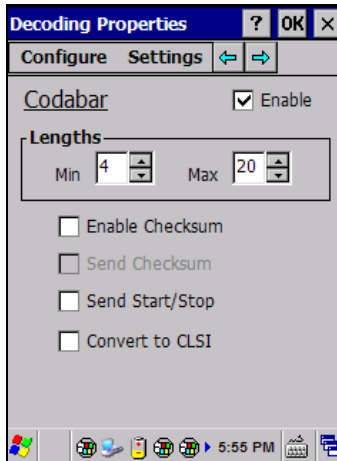 Decoding Properties ? OK ×
Configure Settings
Codabar Enable
Lengths
Min 4 Max 20
Enable Checksum
Send Checksum
Send Start/Stop
Convert to CLSI
5:55 PM